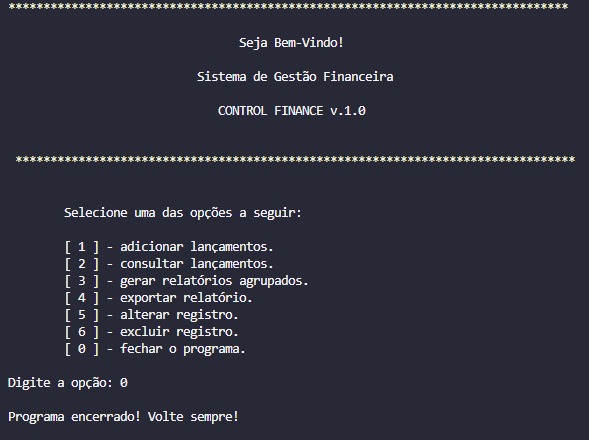 ********************************************************************************
Seja Bem-Vindo!
Sistema de Gestão Financeira
CONTROL FINANCE v.1.0
********************************************************************************
Selecione uma das opções a seguir:
[ 1 ] - adicionar lançamentos.
[ 2 ] - consultar lançamentos.
[ 3 ] - gerar relatórios agrupados.
[ 4 ] - exportar relatório.
[ 5 ] - alterar registro.
[ 6 ] - excluir registro.
[ 0 ] - fechar o programa.
Digite a opção: 0
Programa encerrado! Volte sempre!